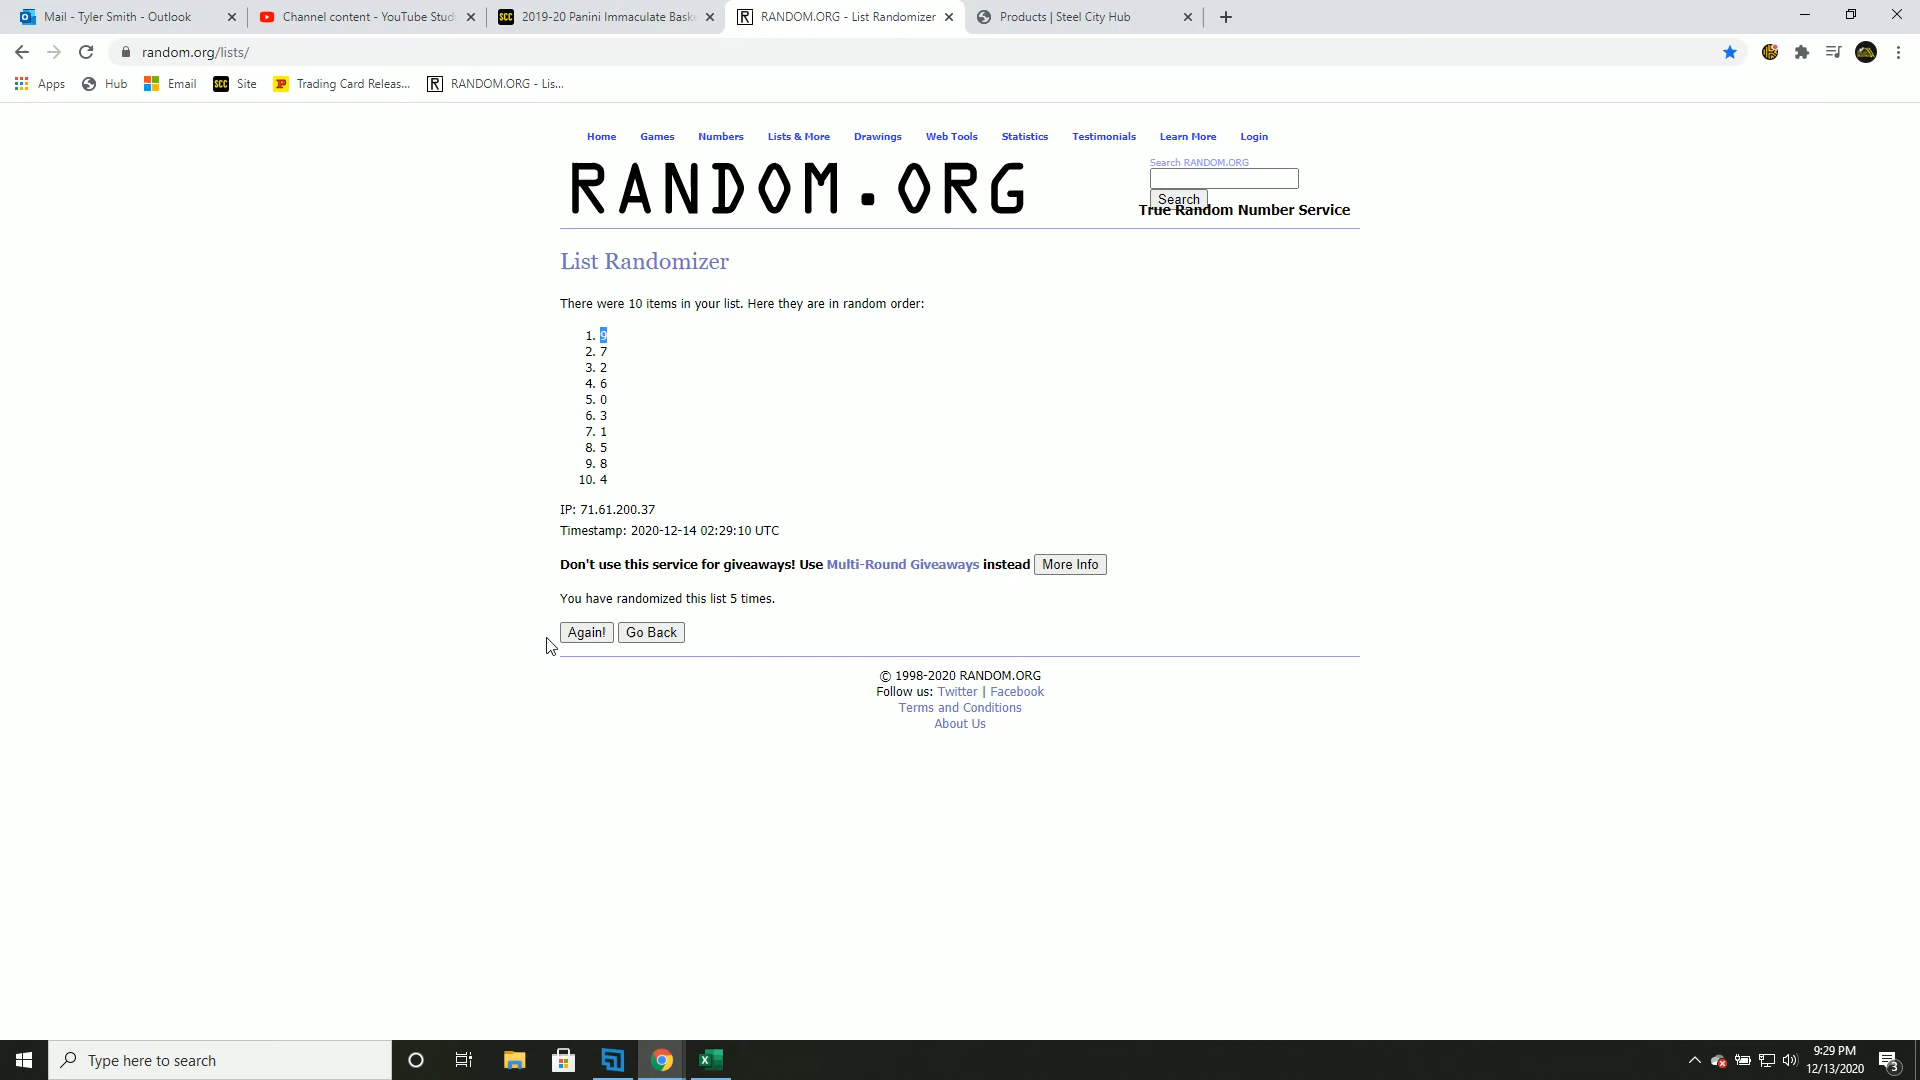 Mail - Tyler Smith - Outlook
Channel content - YouTube Studi
SCC 2019-20 Panini Immaculate Bask
R RANDOM.ORG - List Randomizer
Products | Steel City Hub
random.org/lists/
Apps Hub Email SCC Site Trading Card Releas... R RANDOM.ORG - Lis...
Home Games Numbers Lists & More Drawings Web Tools Statistics Testimonials Learn More Login
RANDOM.ORG
Search RANDOM.ORG
Search
True Random Number Service
List Randomizer
There were 10 items in your list. Here they are in random order:
1. 9
2. 7
3. 2
4. 6
5. 0
6. 3
7. 1
8. 5
9. 8
10. 4
IP: 71.61.200.37
Timestamp: 2020-12-14 02:29:10 UTC
Don't use this service for giveaways! Use Multi-Round Giveaways instead More Info
You have randomized this list 5 times.
Again! Go Back
© 1998-2020 RANDOM.ORG
Follow us: Twitter | Facebook
Terms and Conditions
About Us
Type here to search
9:29 PM
12/13/2020
3